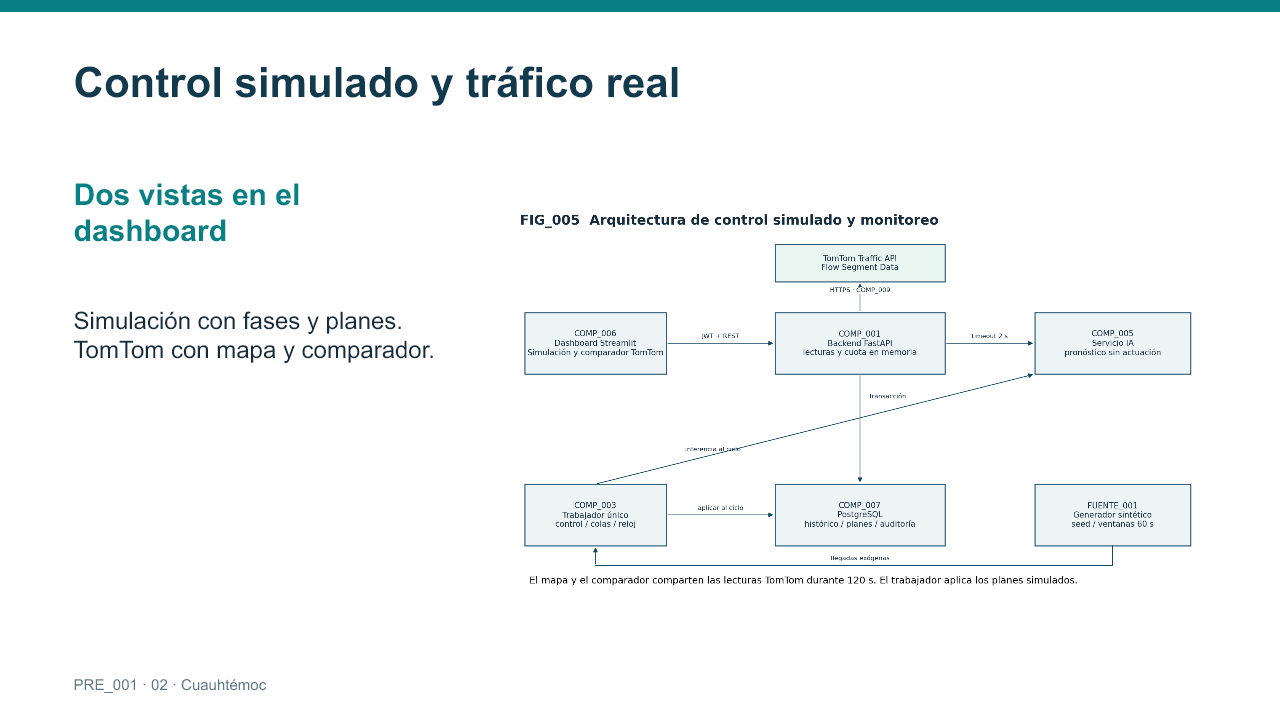 Control simulado y tráfico real
Dos vistas en el
dashboard
Simulación con fases y planes.
TomTom con mapa y comparador.
FIG_005  Arquitectura de control simulado y monitoreo
TomTom Traffic API
Flow Segment Data
HTTPS · COMP_009
COMP_006
Dashboard Streamlit
Simulación y comparador TomTom
JWT + REST
COMP_001
Backend FastAPI
lecturas y cuota en memoria
timeout 2 s
COMP_005
Servicio IA
pronóstico sin actuación
transacción
inferencia al ciclo
COMP_003
Trabajador único
control / colas / reloj
aplicar al ciclo
COMP_007
PostgreSQL
histórico / planes / auditoría
FUENTE_001
Generador sintético
seed / ventanas 60 s
llegadas exógenas
El mapa y el comparador comparten las lecturas TomTom durante 120 s. El trabajador aplica los planes simulados.
PRE_001 · 02 · Cuauhtémoc